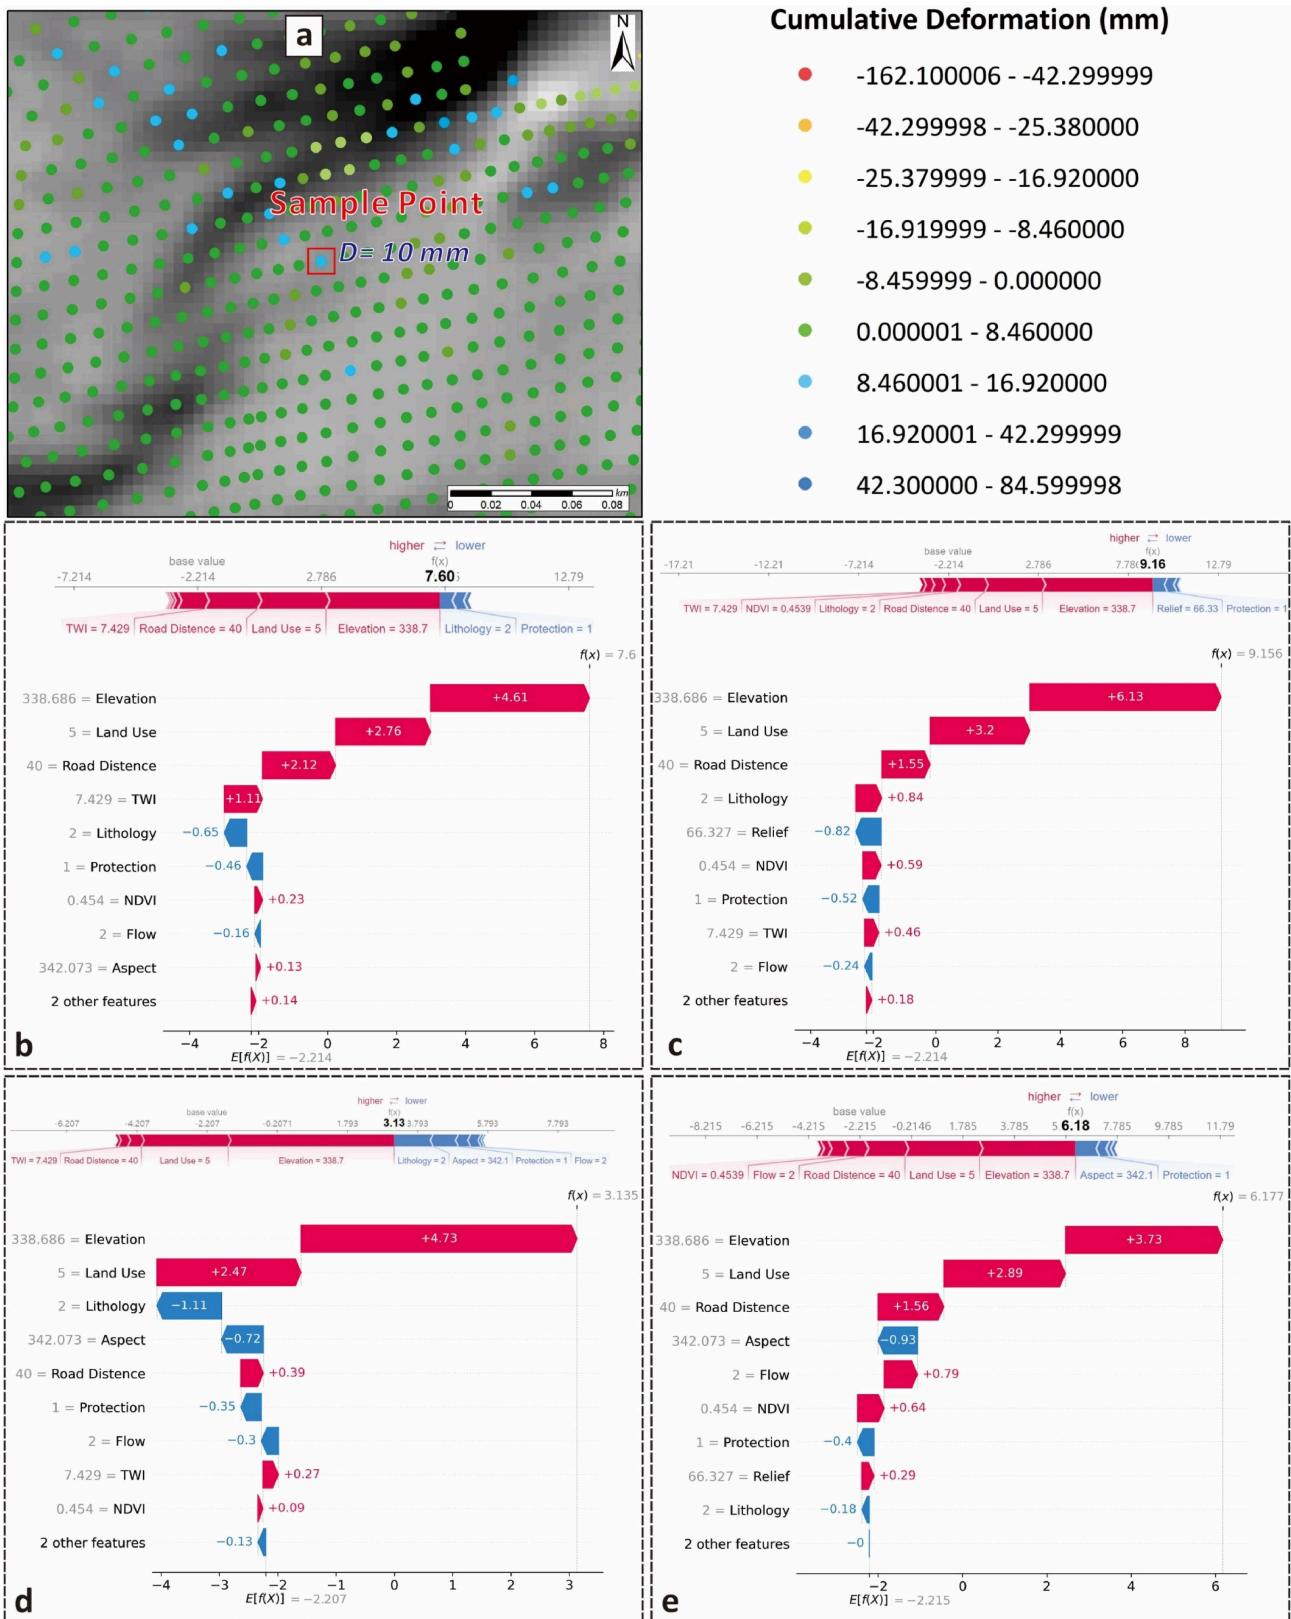 a
N
Sample Point
D= 10 mm
km
0 0.02 0.04 0.06 0.08
Cumulative Deformation (mm)
-162.100006 - -42.299999
-42.299998 - -25.380000
-25.379999 - -16.920000
-16.919999 - -8.460000
-8.459999 - 0.000000
0.000001 - 8.460000
8.460001 - 16.920000
16.920001 - 42.299999
42.300000 - 84.599998
higher ⇄ lower
base value f(x)
-7.214 -2.214 2.786 7.60 12.79
TWI = 7.429 Road Distance = 40 Land Use = 5 Elevation = 338.7 Lithology = 2 Protection = 1
f(x) = 7.6
338.686 = Elevation +4.61
5 = Land Use +2.76
40 = Road Distance +2.12
7.429 = TWI +1.11
2 = Lithology −0.65
1 = Protection −0.46
0.454 = NDVI +0.23
2 = Flow −0.16
342.073 = Aspect +0.13
2 other features +0.14
−4 −2 0 2 4 6 8
E[f(X)] = −2.214
b
higher ⇄ lower
base value f(x)
-17.21 -12.21 -7.214 -2.214 2.786 7.786 9.16 12.79
TWI = 7.429 NDVI = 0.4539 Lithology = 2 Road Distance = 40 Land Use = 5 Elevation = 338.7 Relief = 66.33 Protection = 1
f(x) = 9.156
338.686 = Elevation +6.13
5 = Land Use +3.2
40 = Road Distance +1.55
2 = Lithology +0.84
66.327 = Relief −0.82
0.454 = NDVI +0.59
1 = Protection −0.52
7.429 = TWI +0.46
2 = Flow −0.24
2 other features +0.18
−4 −2 0 2 4 6 8
E[f(X)] = −2.214
c
higher ⇄ lower
base value f(x)
-6.207 -4.207 -2.207 -0.2071 1.793 3.13 3.793 5.793 7.793
TWI = 7.429 Road Distance = 40 Land Use = 5 Elevation = 338.7 Lithology = 2 Aspect = 342.1 Protection = 1 Flow = 2
f(x) = 3.135
338.686 = Elevation +4.73
5 = Land Use +2.47
2 = Lithology −1.11
342.073 = Aspect −0.72
40 = Road Distance +0.39
1 = Protection −0.35
2 = Flow −0.3
7.429 = TWI +0.27
0.454 = NDVI +0.09
2 other features −0.13
−4 −3 −2 −1 0 1 2 3
E[f(X)] = −2.207
d
higher ⇄ lower
base value f(x)
-8.215 -6.215 -4.215 -2.215 -0.2146 1.785 3.785 6.18 7.785 9.785 11.79
NDVI = 0.4539 Flow = 2 Road Distance = 40 Land Use = 5 Elevation = 338.7 Aspect = 342.1 Protection = 1
f(x) = 6.177
338.686 = Elevation +3.73
5 = Land Use +2.89
40 = Road Distance +1.56
342.073 = Aspect −0.93
2 = Flow +0.79
0.454 = NDVI +0.64
1 = Protection −0.4
66.327 = Relief +0.29
2 = Lithology −0.18
2 other features −0
−2 0 2 4 6
E[f(X)] = −2.215
e